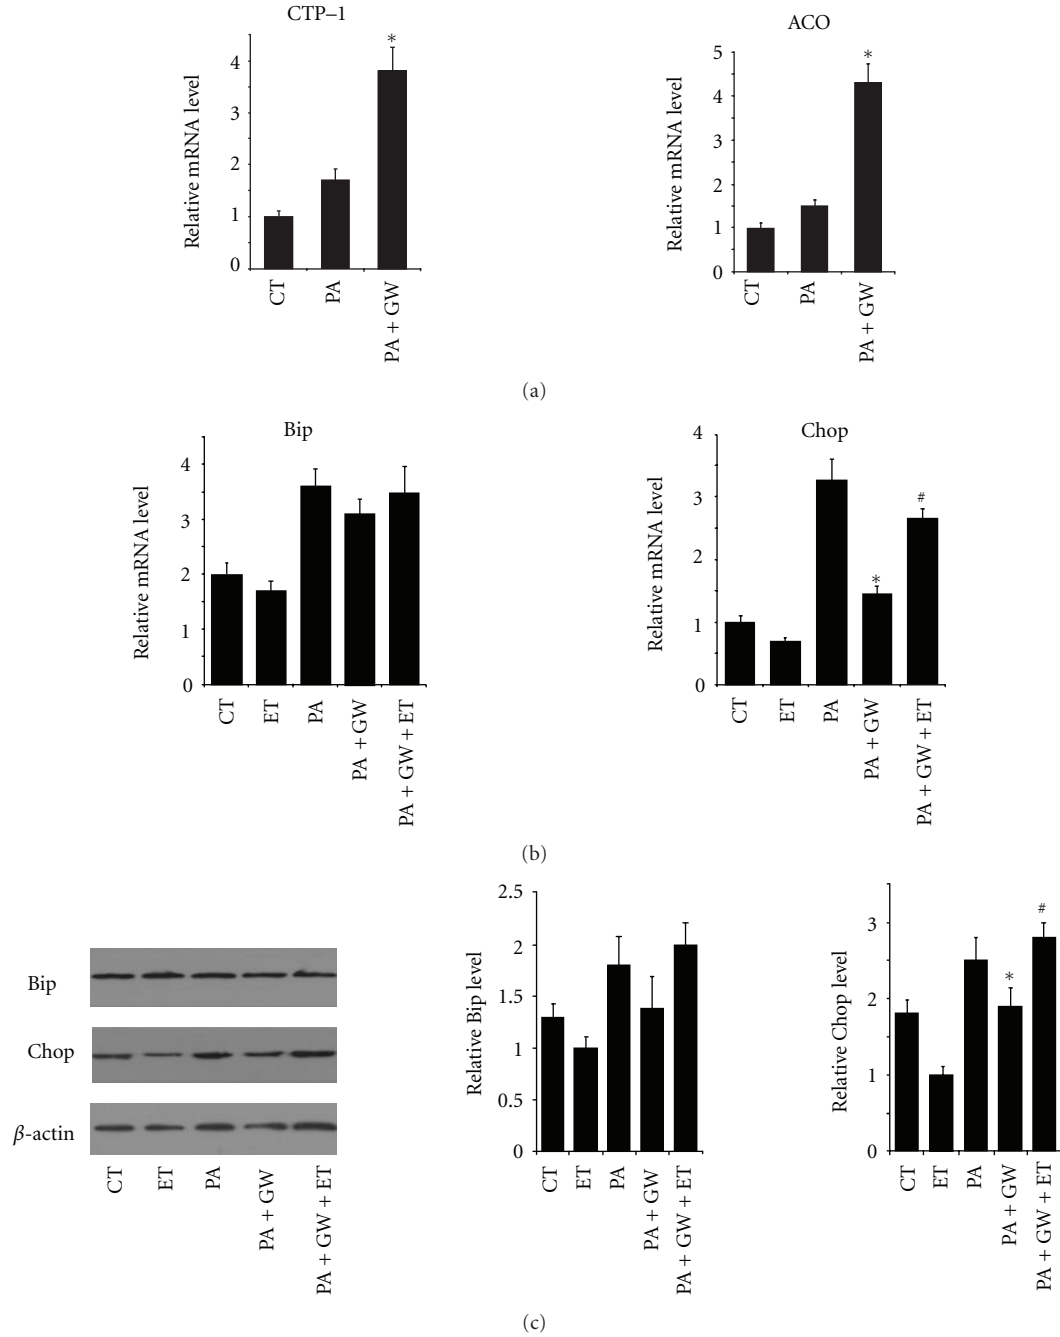 CTP–1
Relative mRNA level
4
3
2
1
0
*
CT
PA
PA + GW
ACO
Relative mRNA level
5
4
5
3
2
1
0
*
CT
PA
PA + GW
(a)
Bip
Relative mRNA level
4
3
2
1
0
CT
ET
PA
PA + GW
PA + GW + ET
Chop
Relative mRNA level
4
3
2
1
0
*
#
CT
ET
PA
PA + GW
PA + GW + ET
(b)
Bip
Chop
β-actin
CT
ET
PA
PA + GW
PA + GW + ET
Relative Bip level
2.5
2
1.5
1
0.5
0
CT
ET
PA
PA + GW
PA + GW + ET
Relative Chop level
3
2
1
0
*
#
CT
ET
PA
PA + GW
PA + GW + ET
(c)